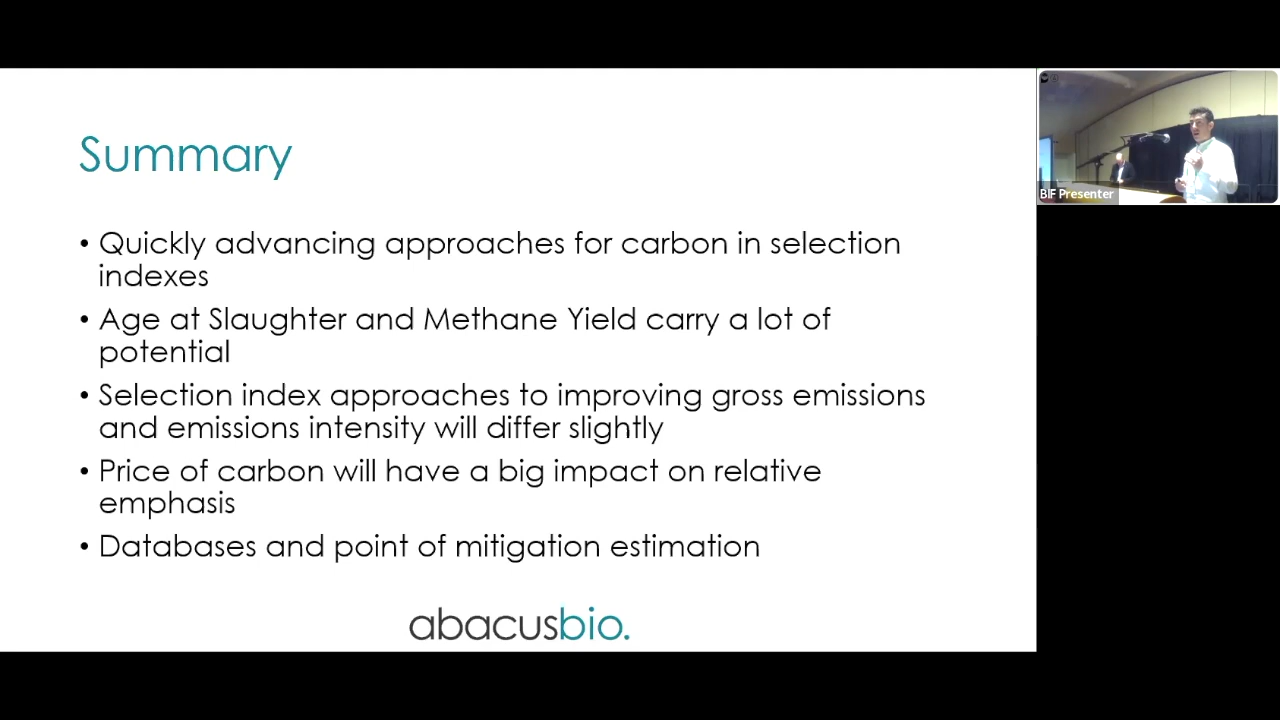 Summary
• Quickly advancing approaches for carbon in selection
indexes
• Age at Slaughter and Methane Yield carry a lot of
potential
• Selection index approaches to improving gross emissions
and emissions intensity will differ slightly
• Price of carbon will have a big impact on relative
emphasis
• Databases and point of mitigation estimation
abacusbio.
BIF Presenter